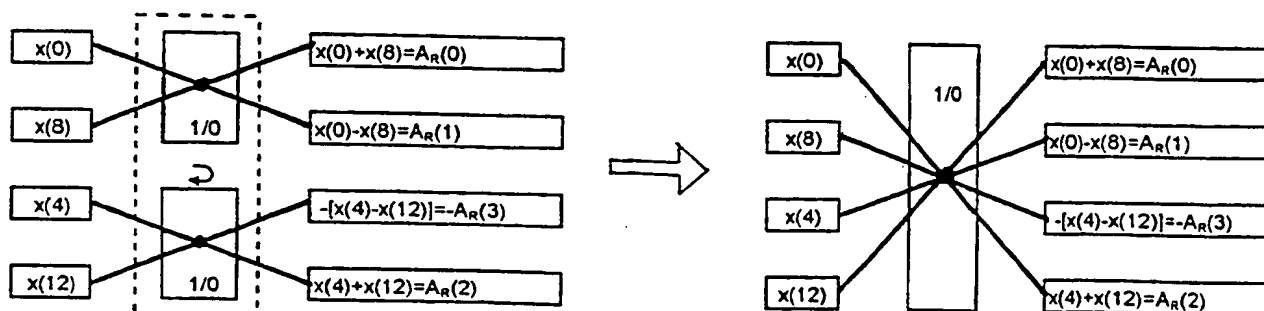 x(0)
x(8)
x(4)
x(12)
1/0
1/0
x(0)+x(8)=A_R(0)
x(0)-x(8)=A_R(1)
-[x(4)-x(12)]=-A_R(3)
x(4)+x(12)=A_R(2)
x(0)
x(8)
x(4)
x(12)
1/0
x(0)+x(8)=A_R(0)
x(0)-x(8)=A_R(1)
-[x(4)-x(12)]=-A_R(3)
x(4)+x(12)=A_R(2)